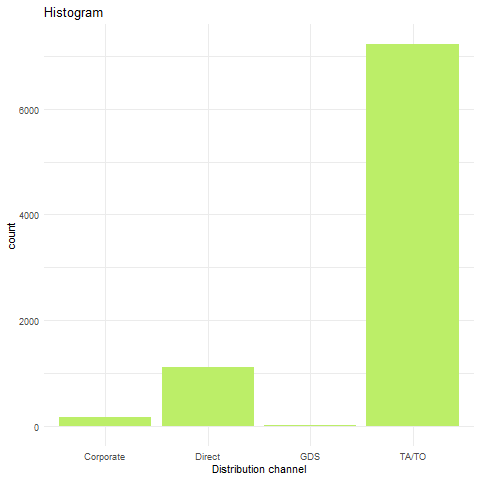 Histogram
6000
4000
2000
0
count
Corporate Direct GDS TA/TO
Distribution channel